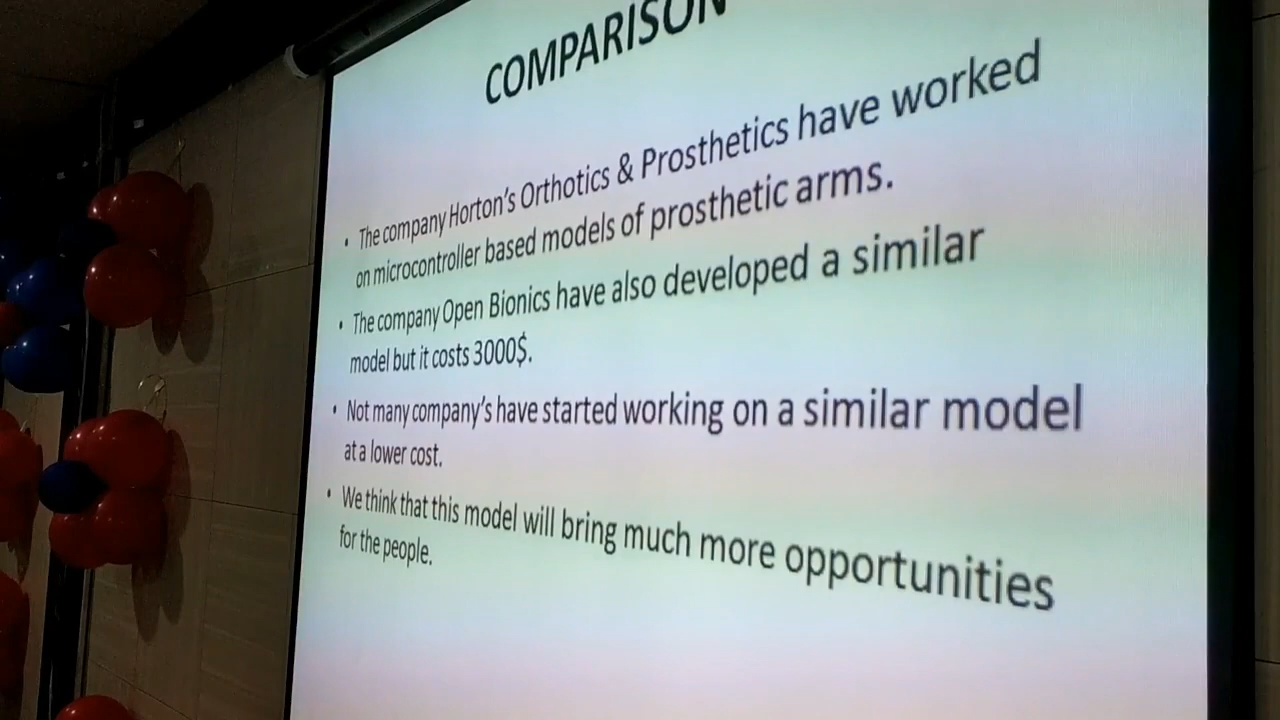 COMPARISON
• The company Horton's Orthotics & Prosthetics have worked
on microcontroller based models of prosthetic arms.
• The company Open Bionics have also developed a similar
model but it costs 3000$.
• Not many company's have started working on a similar model
at a lower cost.
• We think that this model will bring much more opportunities
for the people.